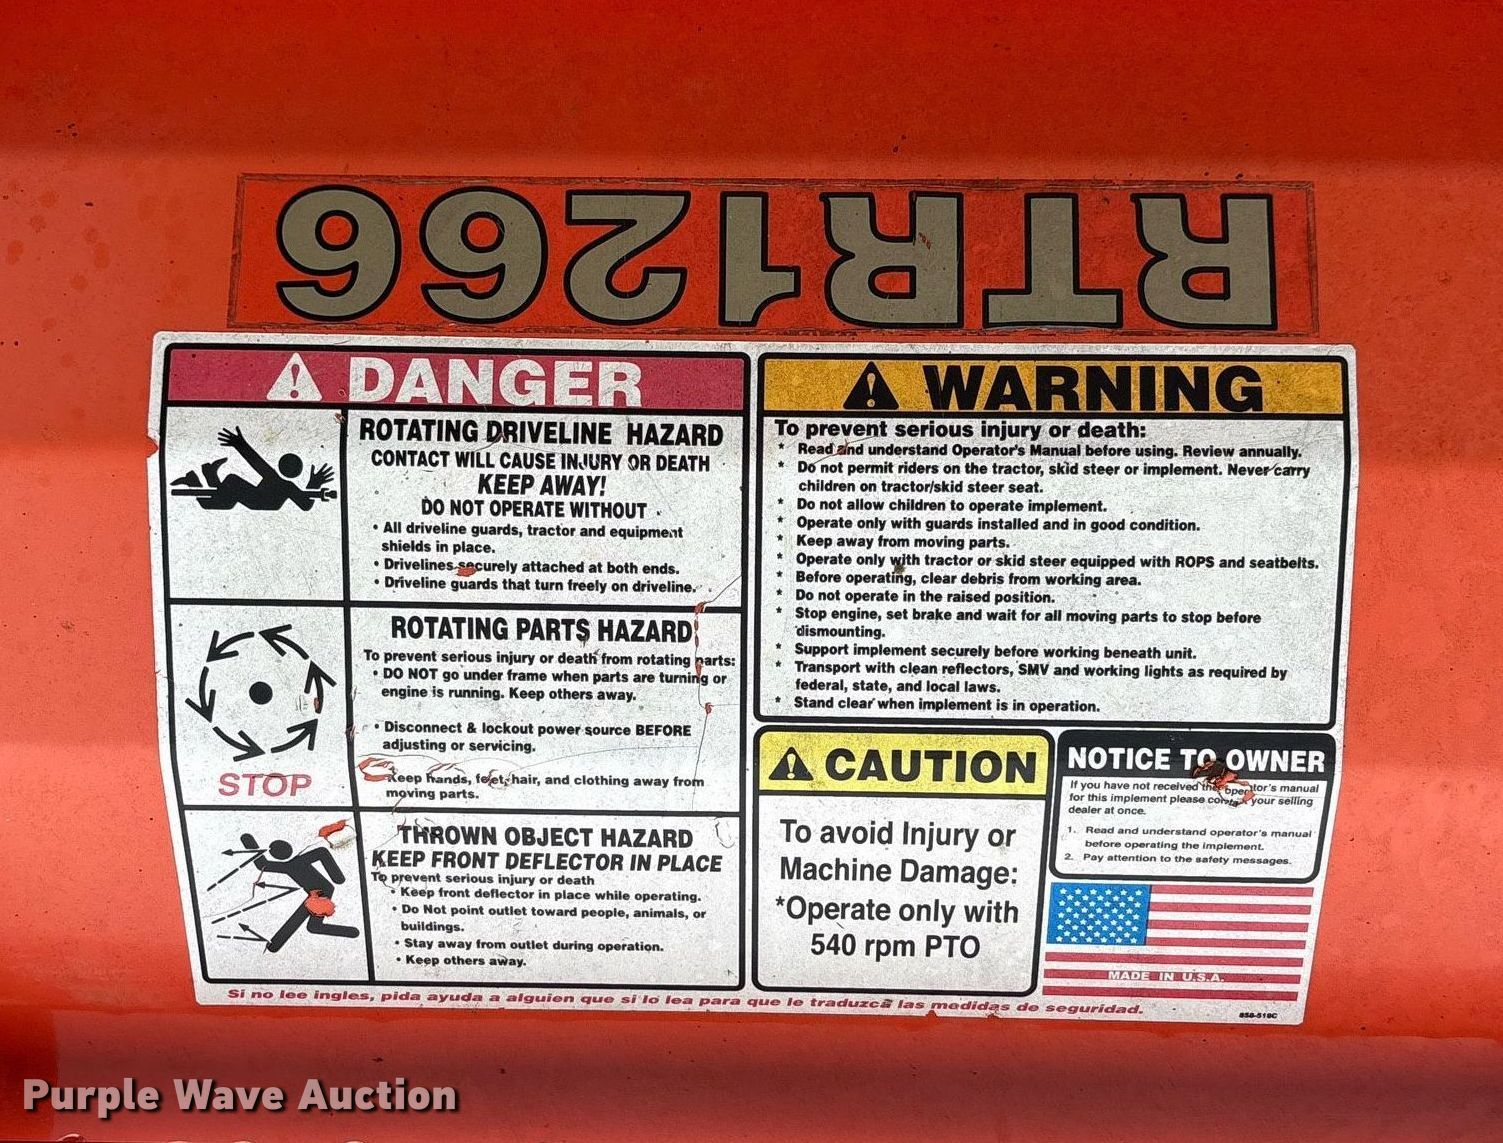 RTR1266
DANGER
ROTATING DRIVELINE HAZARD
CONTACT WILL CAUSE INJURY OR DEATH
KEEP AWAY!
DO NOT OPERATE WITHOUT
• All driveline guards, tractor and equipment
shields in place.
• Drivelines securely attached at both ends.
• Driveline guards that turn freely on driveline.
STOP
ROTATING PARTS HAZARD
To prevent serious injury or death from rotating parts:
• DO NOT go under frame when parts are turning or
engine is running. Keep others away.
• Disconnect & lockout power source BEFORE
adjusting or servicing.
Keep hands, feet, hair, and clothing away from
moving parts.
THROWN OBJECT HAZARD
KEEP FRONT DEFLECTOR IN PLACE
To prevent serious injury or death
• Keep front deflector in place while operating.
• Do Not point outlet toward people, animals, or
buildings.
• Stay away from outlet during operation.
• Keep others away.
WARNING
To prevent serious injury or death:
* Read and understand Operator's Manual before using. Review annually.
* Do not permit riders on the tractor, skid steer or implement. Never carry
children on tractor/skid steer seat.
* Do not allow children to operate implement.
* Operate only with guards installed and in good condition.
* Keep away from moving parts.
* Operate only with tractor or skid steer equipped with ROPS and seatbelts.
* Before operating, clear debris from working area.
* Do not operate in the raised position.
* Stop engine, set brake and wait for all moving parts to stop before
dismounting.
* Support implement securely before working beneath unit.
* Transport with clean reflectors, SMV and working lights as required by
federal, state, and local laws.
* Stand clear when implement is in operation.
CAUTION
To avoid Injury or
Machine Damage:
*Operate only with
540 rpm PTO
NOTICE TO OWNER
If you have not received the operator's manual
for this implement please contact your selling
dealer at once.
1. Read and understand operator's manual
before operating the implement.
2. Pay attention to the safety messages.
MADE IN U.S.A.
Si no lee ingles, pida ayuda a alguien que si lo lea para que le traduzca las medidas de seguridad.
858-518C
Purple Wave Auction